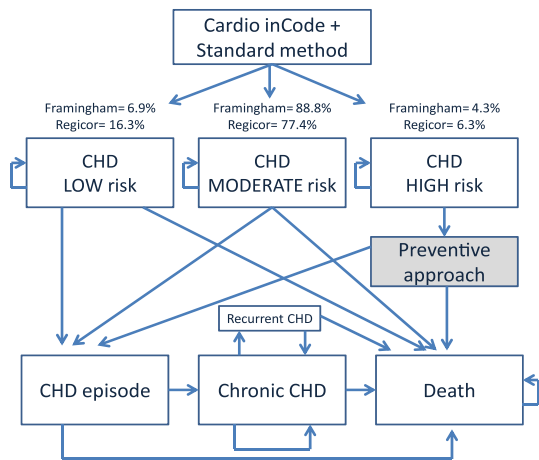 Cardio inCode +
Standard method
Framingham= 6.9%
Regicor= 16.3%
Framingham= 88.8%
Regicor= 77.4%
Framingham= 4.3%
Regicor= 6.3%
CHD
LOW risk
CHD
MODERATE risk
CHD
HIGH risk
Preventive
approach
Recurrent CHD
CHD episode
Chronic CHD
Death